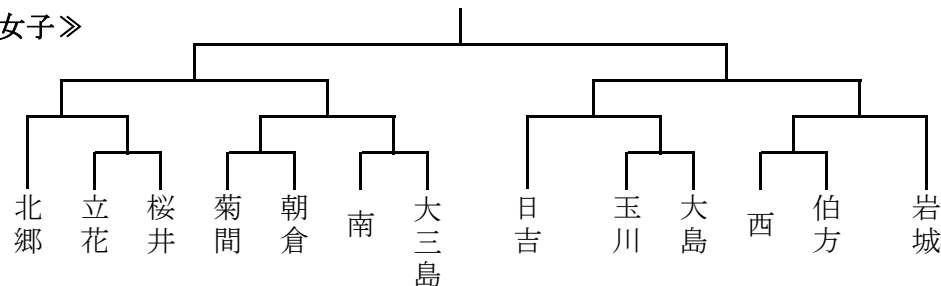 女子≫
北郷
立花
桜井
菊間
朝倉
南
大三島
日吉
玉川
大島
西
伯方
岩城